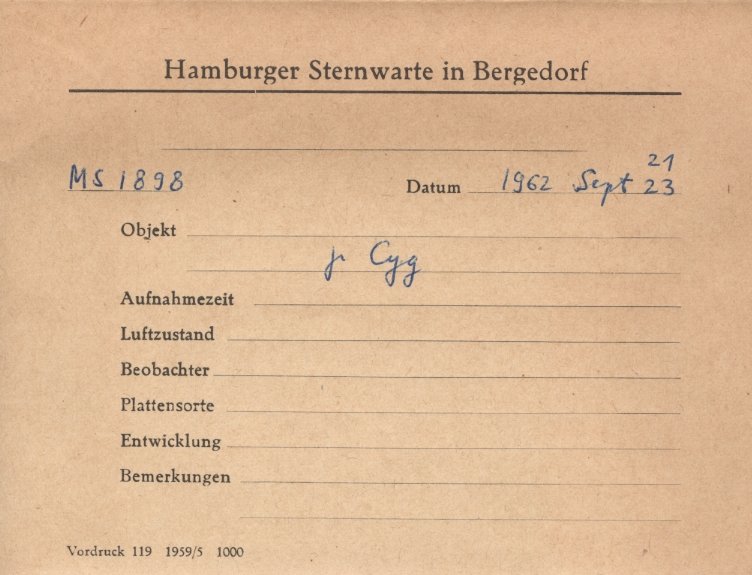 Hamburger Sternwarte in Bergedorf
21
MS 1898 Datum 1962 Sept 23
Objekt
Cyg
Aufnahmezeit
Luftzustand
Beobachter
Plattensorte
Entwicklung
Bemerkungen
Vordruck 119 1959/5 1000